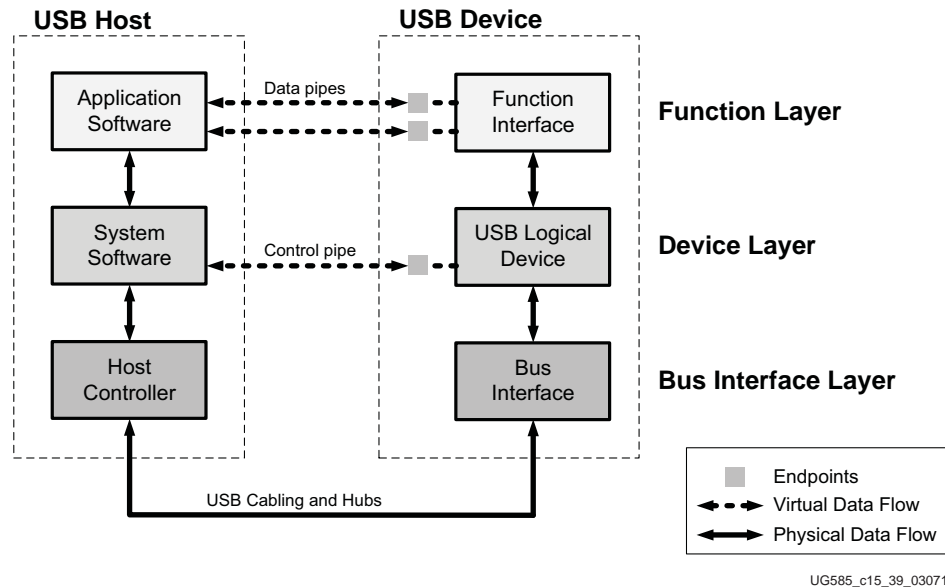 USB Host
USB Device
Application
Software
Data pipes
Function
Interface
Function Layer
System
Software
Control pipe
USB Logical
Device
Device Layer
Host
Controller
Bus
Interface
Bus Interface Layer
USB Cabling and Hubs
Endpoints
Virtual Data Flow
Physical Data Flow
UG585_c15_39_03071